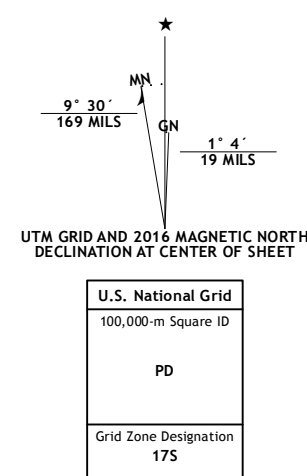 ★
MN
GN
9° 30´
169 MILS
1° 4´
19 MILS
UTM GRID AND 2016 MAGNETIC NORTH
DECLINATION AT CENTER OF SHEET
U.S. National Grid
100,000-m Square ID
PD
Grid Zone Designation
17S